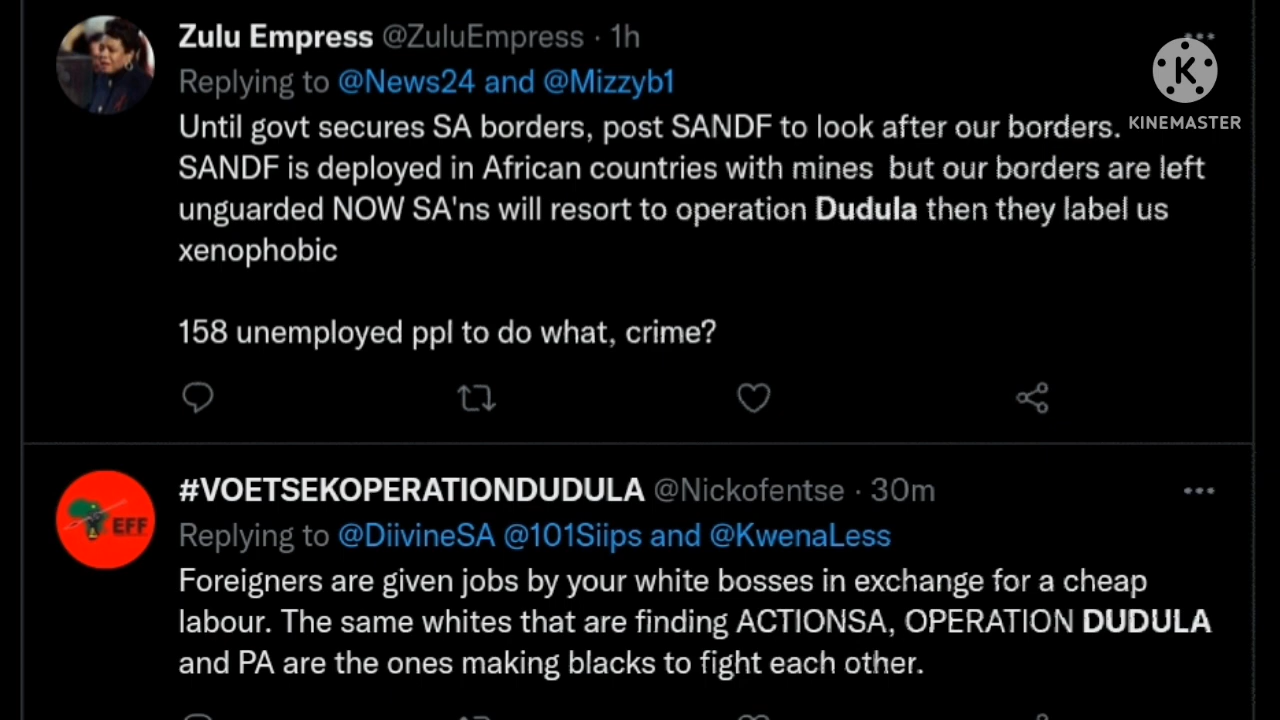 Zulu Empress @ZuluEmpress · 1h
Replying to @News24 and @Mizzyb1
Until govt secures SA borders, post SANDF to look after our borders.
SANDF is deployed in African countries with mines but our borders are left
unguarded NOW SA'ns will resort to operation Dudula then they label us
xenophobic
158 unemployed ppl to do what, crime?
K
KINEMASTER
EFF
#VOETSEKOPERATIONDUDULA @Nickofentse · 30m
Replying to @DiivineSA @101Siips and @KwenaLess
Foreigners are given jobs by your white bosses in exchange for a cheap
labour. The same whites that are finding ACTIONSA, OPERATION DUDULA
and PA are the ones making blacks to fight each other.